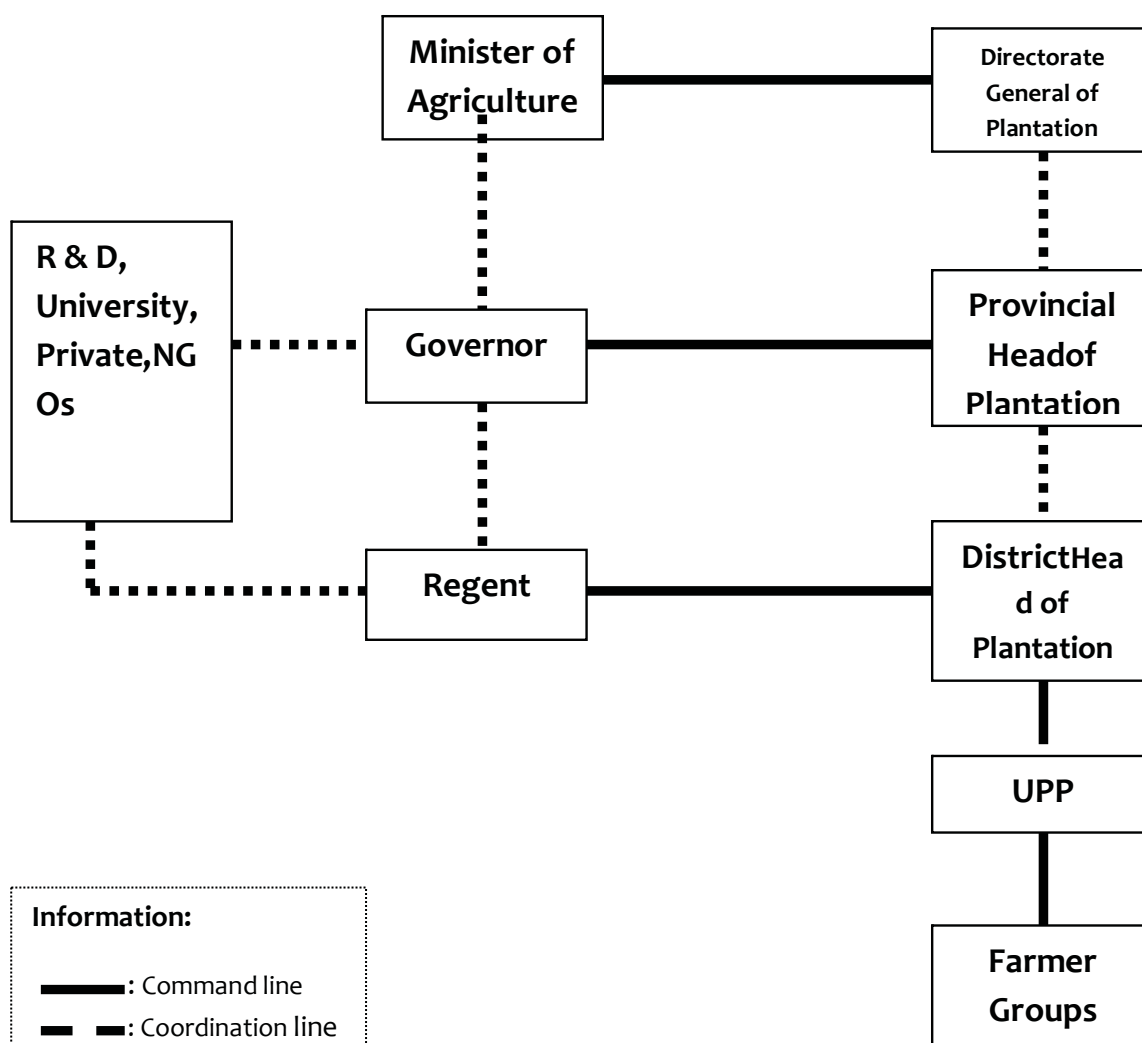 Minister of
Agriculture
Directorate
General of
Plantation
R & D,
University,
Private,NG
Os
Governor
Provincial
Headof
Plantation
Regent
DistrictHea
d of
Plantation
UPP
Farmer
Groups
Information:
: Command line
: Coordination line